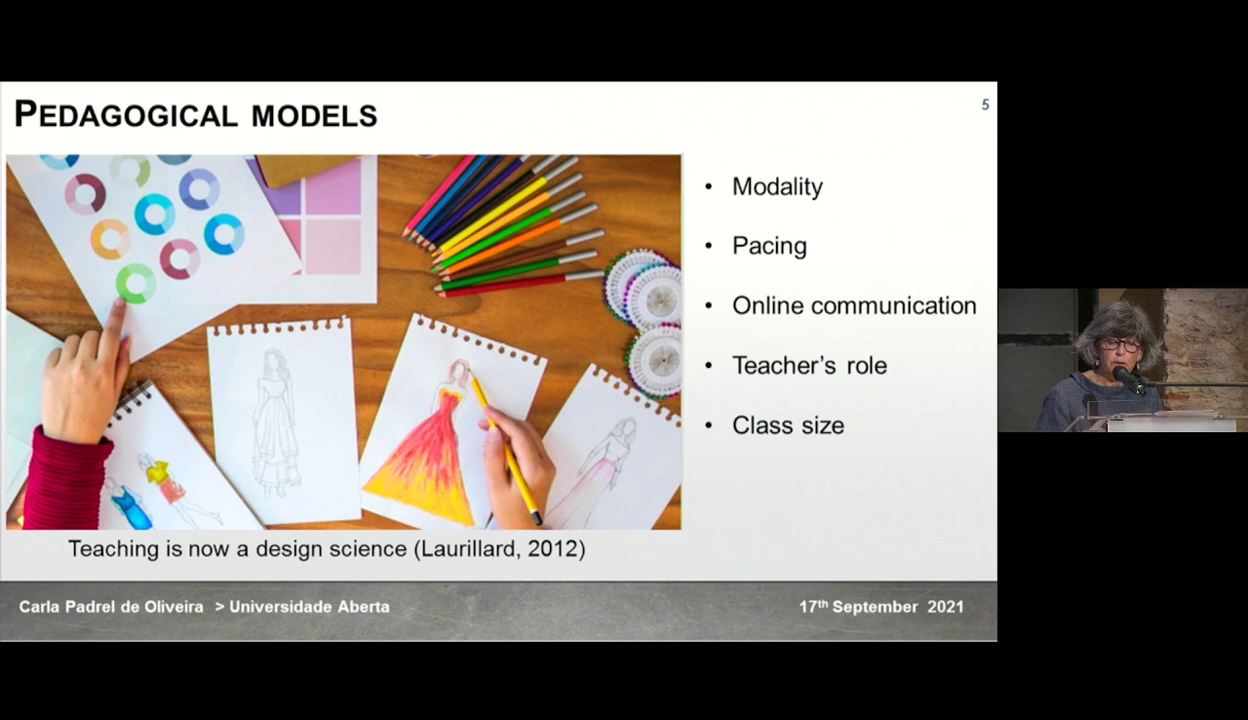 PEDAGOGICAL MODELS
5
• Modality
• Pacing
• Online communication
• Teacher's role
• Class size
Teaching is now a design science (Laurillard, 2012)
Carla Padrel de Oliveira > Universidade Aberta
17th September 2021